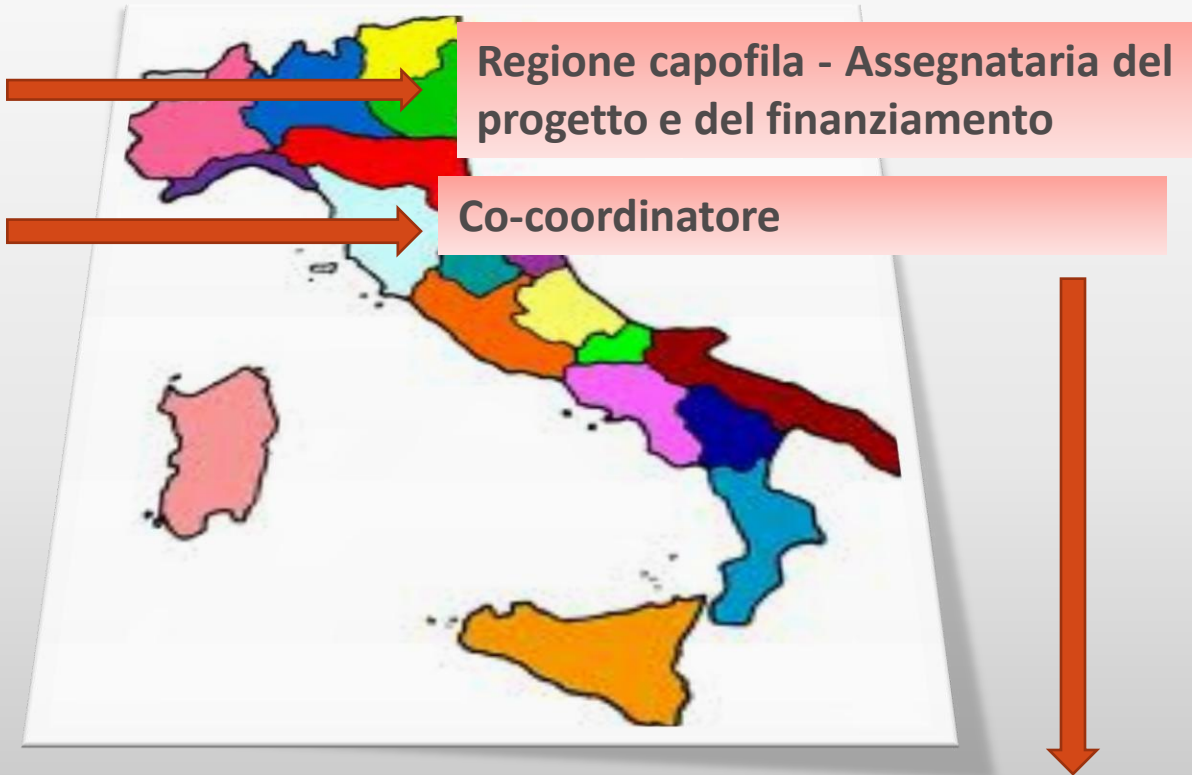 Regione capofila - Assegnataria del
progetto e del finanziamento
Co-coordinatore